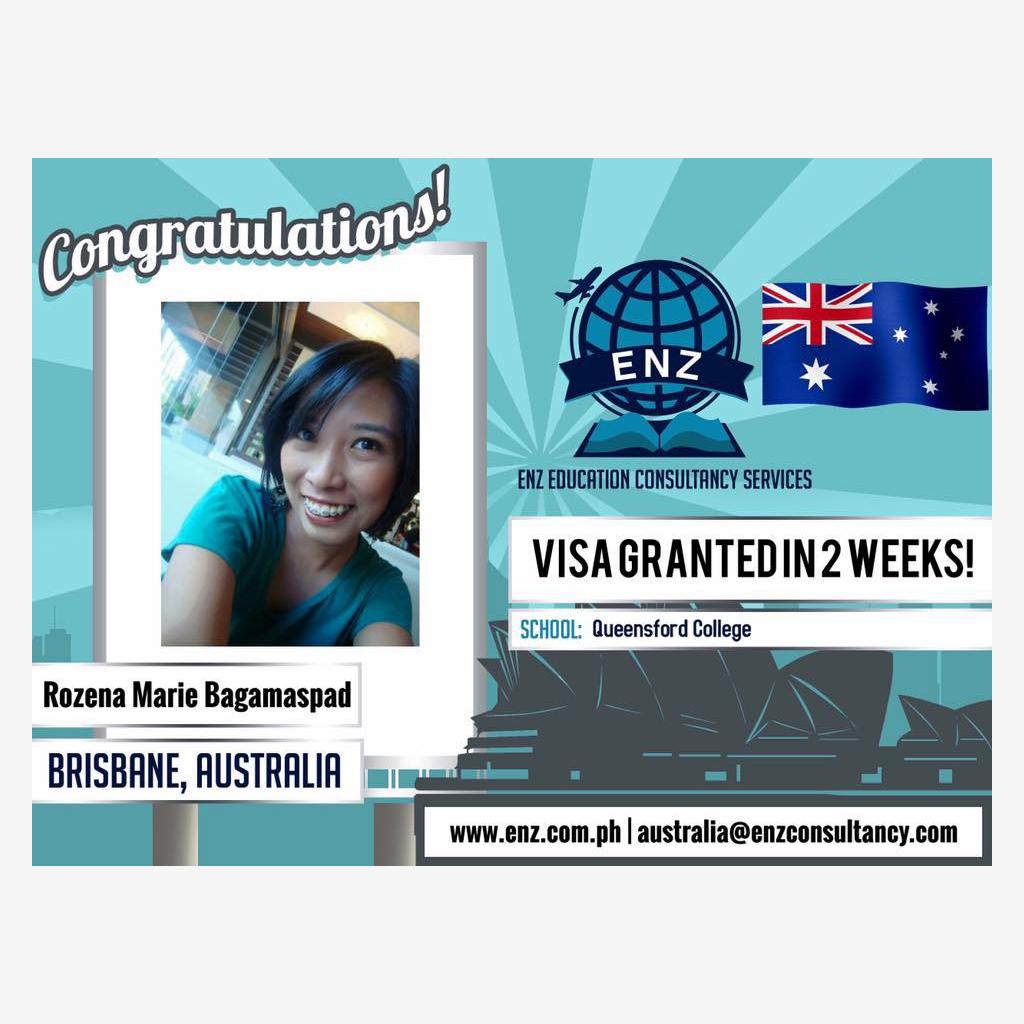 Congratulations!
ENZ
ENZ EDUCATION CONSULTANCY SERVICES
VISA GRANTED IN 2 WEEKS!
SCHOOL: Queensford College
Rozena Marie Bagamaspad
BRISBANE, AUSTRALIA
www.enz.com.ph | australia@enzconsultancy.com